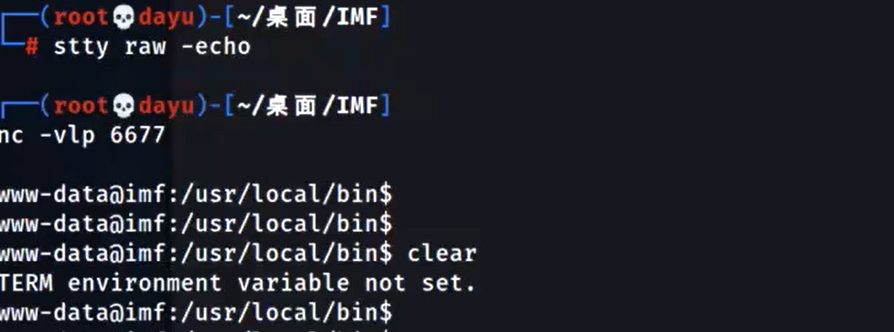 ┌──(root💀dayu)-[~/桌面/IMF]
└─# stty raw -echo
┌──(root💀dayu)-[~/桌面/IMF]
nc -vlp 6677
www-data@imf:/usr/local/bin$
www-data@imf:/usr/local/bin$
www-data@imf:/usr/local/bin$ clear
TERM environment variable not set.
www-data@imf:/usr/local/bin$